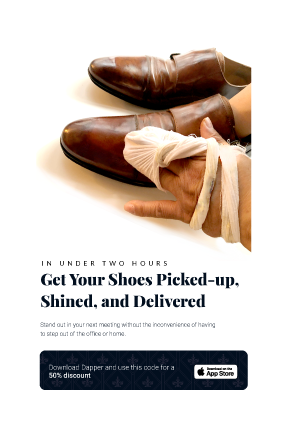 IN UNDER TWO HOURS
Get Your Shoes Picked-up,
Shined, and Delivered
Stand out in your next meeting without the inconvenience of having
to step out of the office or home.
Download Dapper and use this code for a
50% discount
Download on the
App Store